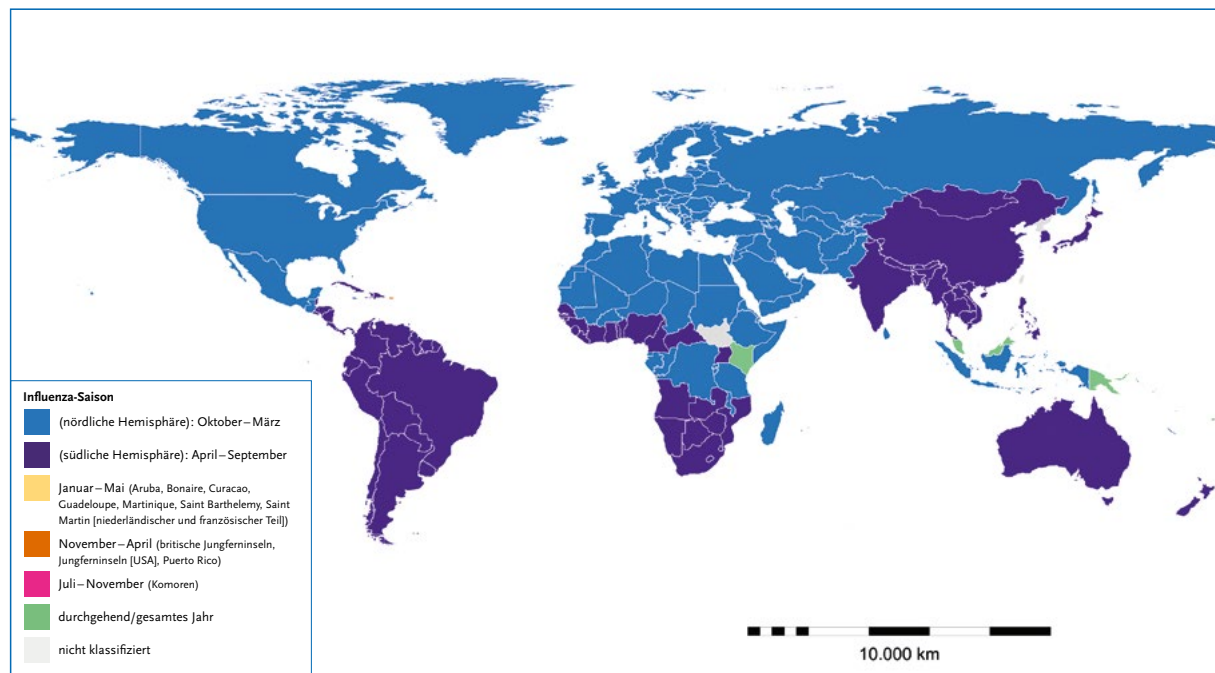 Influenza-Saison
(nördliche Hemisphäre): Oktober – März
(südliche Hemisphäre): April – September
Januar – Mai (Aruba, Bonaire, Curacao,
Guadeloupe, Martinique, Saint Barthelemy, Saint
Martin [niederländischer und französischer Teil])
November – April (britische Jungferninseln,
Jungferninseln [USA], Puerto Rico)
Juli – November (Komoren)
durchgehend/gesamtes Jahr
nicht klassifiziert
10.000 km